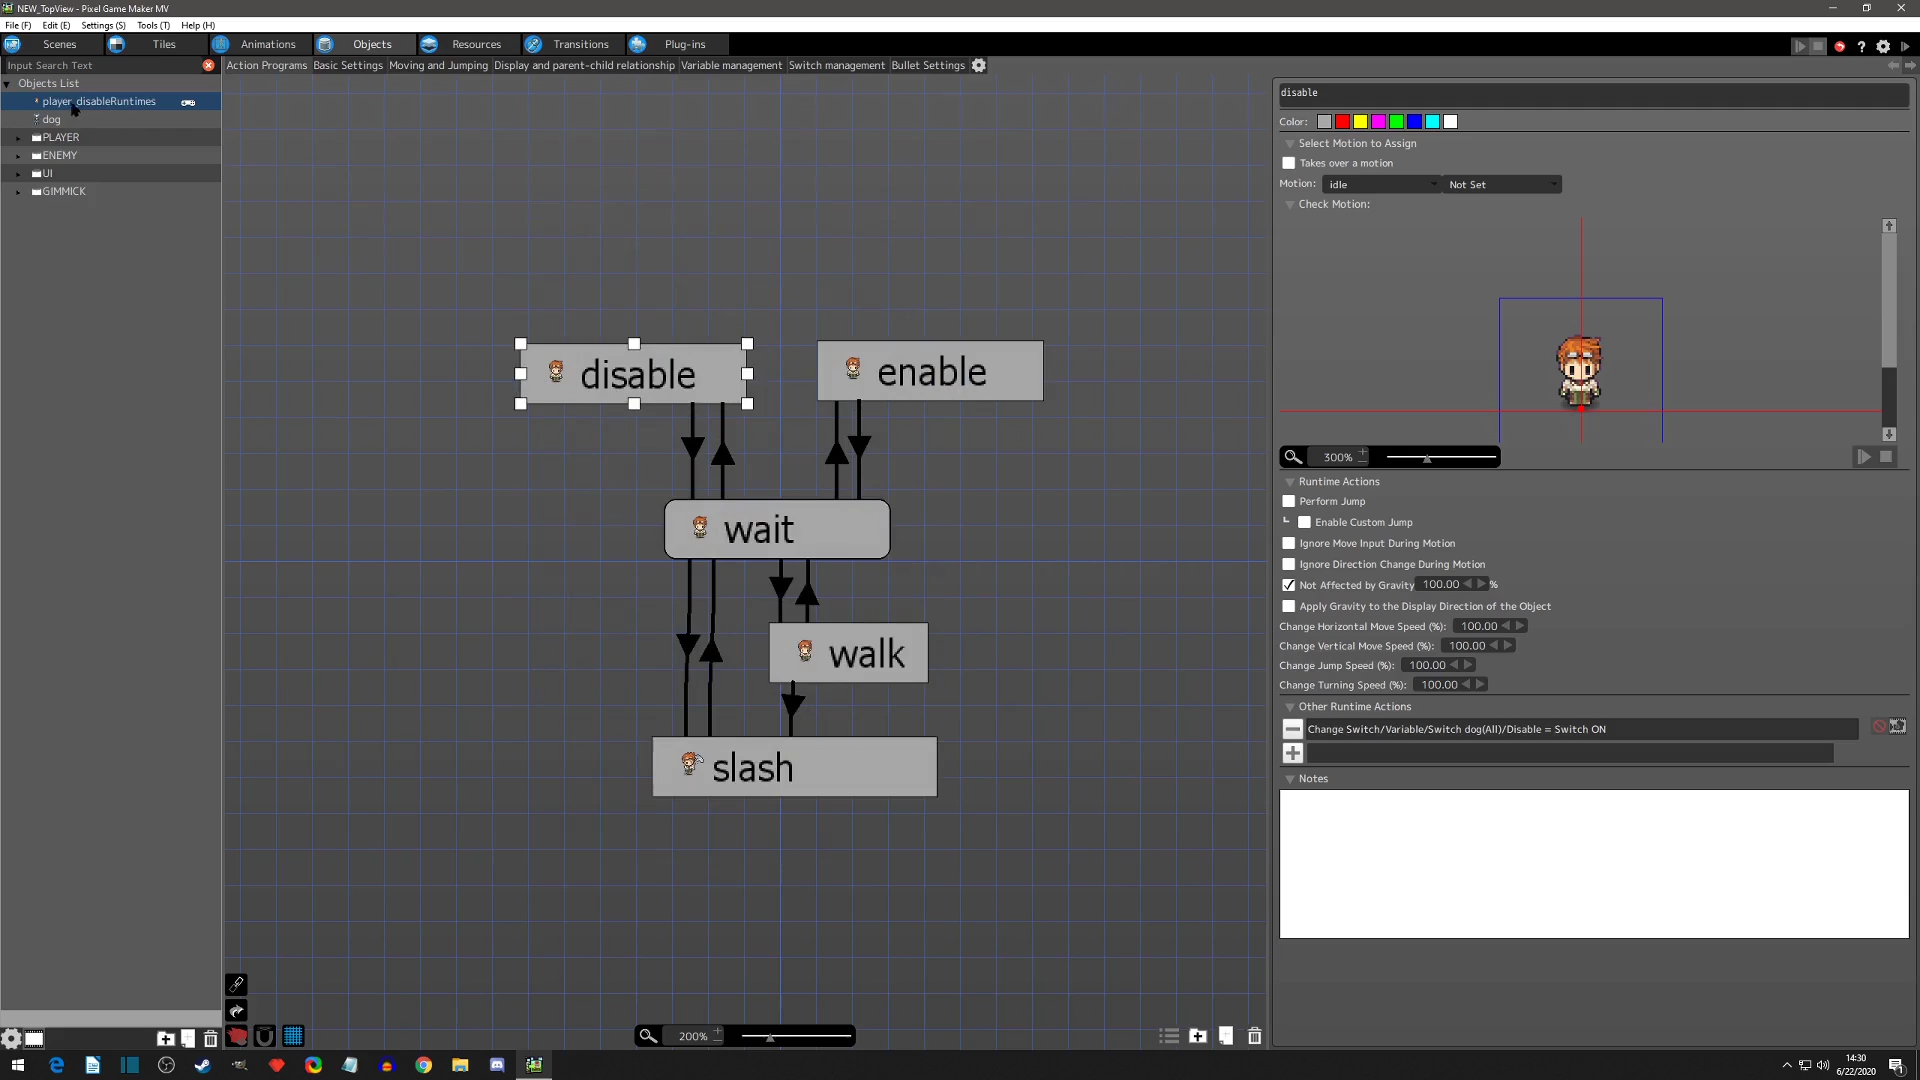 NEW_TopView - Pixel Game Maker MV
File (F) Edit (E) Settings (S) Tools (T) Help (H)
Scenes Tiles Animations Objects Resources Transitions Plug-ins
Input Search Text
Action Programs Basic Settings Moving and Jumping Display and parent-child relationship Variable management Switch management Bullet Settings
Objects List
player_disableRuntimes
dog
PLAYER
ENEMY
UI
GIMMICK
disable
enable
wait
walk
slash
200%
disable
Color:
Select Motion to Assign
Takes over a motion
Motion: idle Not Set
Check Motion:
300%
Runtime Actions
Perform Jump
Enable Custom Jump
Ignore Move Input During Motion
Ignore Direction Change During Motion
Not Affected by Gravity 100.00 %
Apply Gravity to the Display Direction of the Object
Change Horizontal Move Speed (%): 100.00
Change Vertical Move Speed (%): 100.00
Change Jump Speed (%): 100.00
Change Turning Speed (%): 100.00
Other Runtime Actions
Change Switch/Variable/Switch dog(All)/Disable = Switch ON
Notes
14:30
6/22/2020